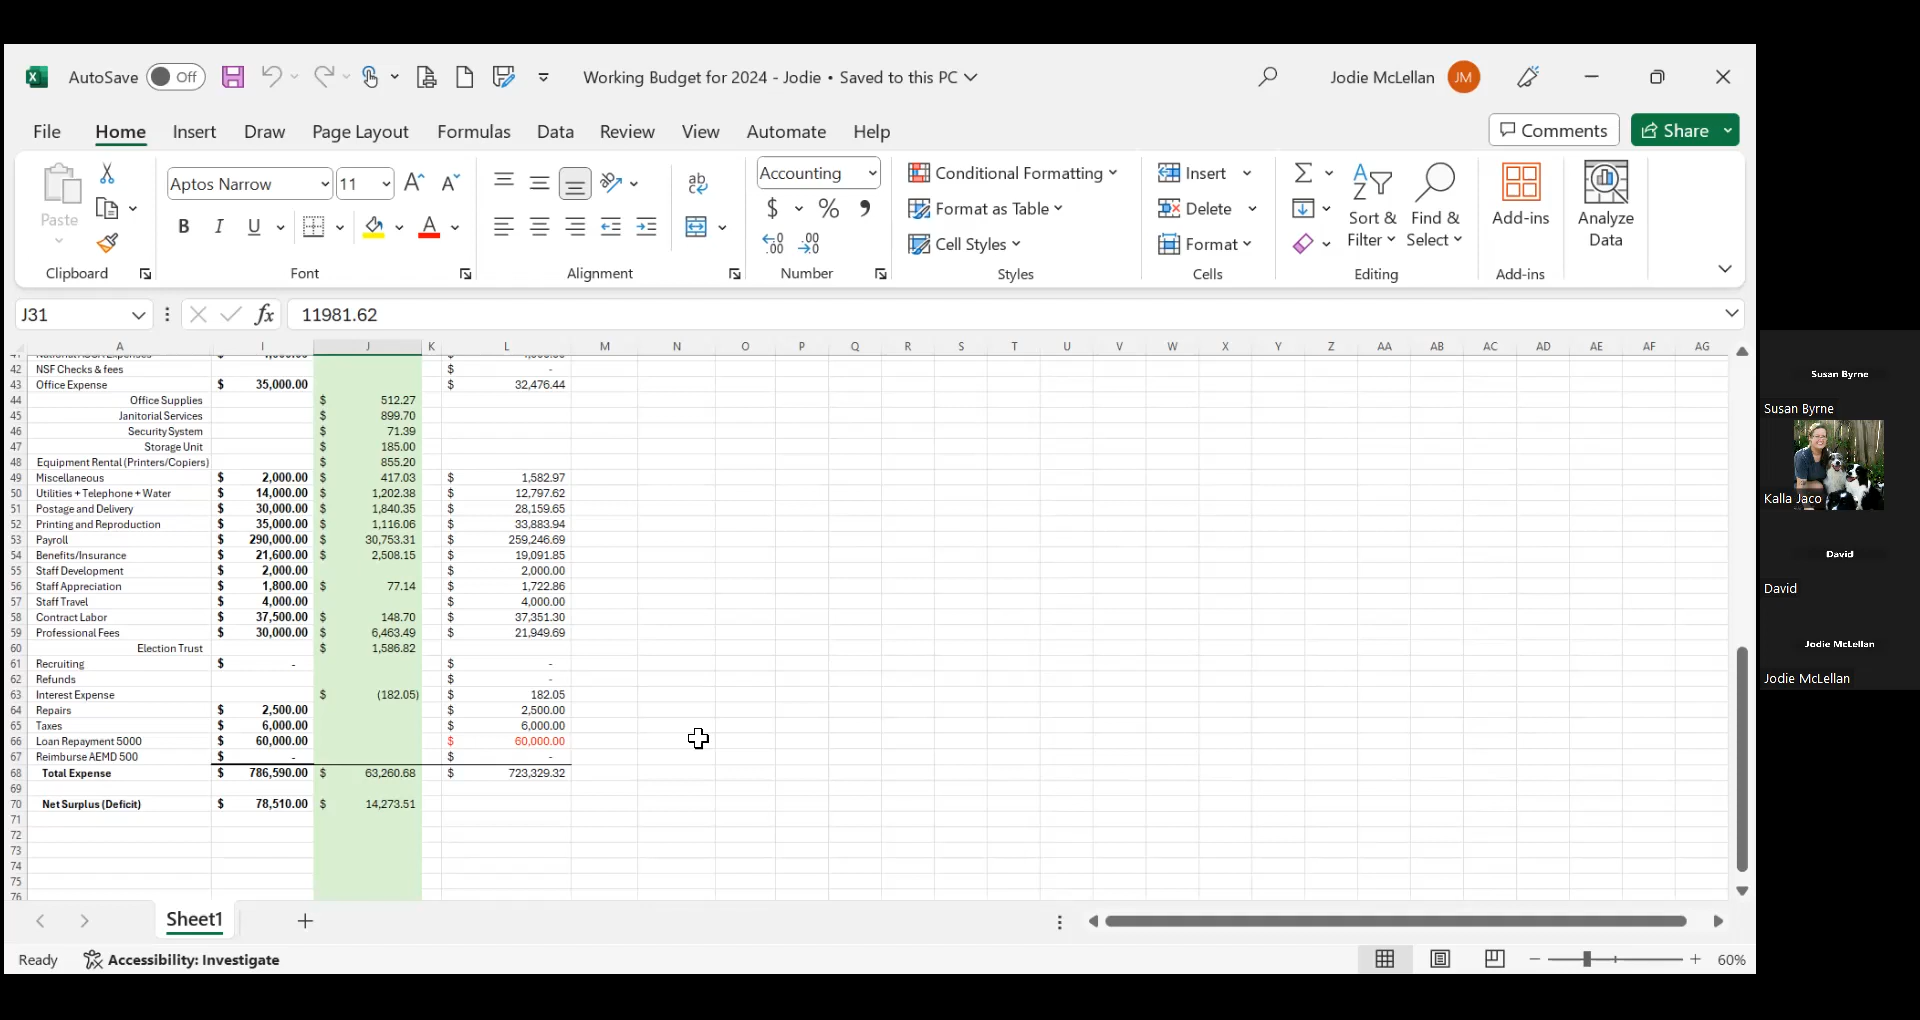 AutoSave Off Working Budget for 2024 - Jodie • Saved to this PC Jodie McLellan JM
File Home Insert Draw Page Layout Formulas Data Review View Automate Help Comments Share
Paste Aptos Narrow 11 A A ab c Accounting Conditional Formatting Insert Σ A Z
B I U A $ % , Format as Table Delete Sort & Filter Find & Select Add-ins Analyze Data
.00 .00 Cell Styles Format
Clipboard Font Alignment Number Styles Cells Editing Add-ins
J31 fx 11981.62
A I J K L M N O P Q R S T U V W X Y Z AA AB AC AD AE AF AG
42 NSF Checks & fees $ -
43 Office Expense $ 35,000.00 $ 32,476.44
44 Office Supplies $ 512.27
45 Janitorial Services $ 899.70
46 Security System $ 71.39
47 Storage Unit $ 185.00
48 Equipment Rental (Printers/Copiers) $ 855.20
49 Miscellaneous $ 2,000.00 $ 417.03 $ 1,582.97
50 Utilities + Telephone + Water $ 14,000.00 $ 1,202.38 $ 12,797.62
51 Postage and Delivery $ 30,000.00 $ 1,840.35 $ 28,159.65
52 Printing and Reproduction $ 35,000.00 $ 1,116.06 $ 33,883.94
53 Payroll $ 290,000.00 $ 30,753.31 $ 259,246.69
54 Benefits/Insurance $ 21,600.00 $ 2,508.15 $ 19,091.85
55 Staff Development $ 2,000.00 $ 2,000.00
56 Staff Appreciation $ 1,800.00 $ 77.14 $ 1,722.86
57 Staff Travel $ 4,000.00 $ 4,000.00
58 Contract Labor $ 37,500.00 $ 148.70 $ 37,351.30
59 Professional Fees $ 30,000.00 $ 6,463.49 $ 21,949.69
60 Election Trust $ 1,586.82
61 Recruiting $ - $ -
62 Refunds $ -
63 Interest Expense $ (182.05) $ 182.05
64 Repairs $ 2,500.00 $ 2,500.00
65 Taxes $ 6,000.00 $ 6,000.00
66 Loan Repayment 5000 $ 60,000.00 $ 60,000.00
67 Reimburse AEMD 500 $ - $ -
68 Total Expense $ 786,590.00 $ 63,260.68 $ 723,329.32
69
70 Net Surplus (Deficit) $ 78,510.00 $ 14,273.51
71
72
73
74
75
76
Sheet1
Ready Accessibility: Investigate 60%
Susan Byrne
Susan Byrne
Kalla Jaco
David
David
Jodie McLellan
Jodie McLellan